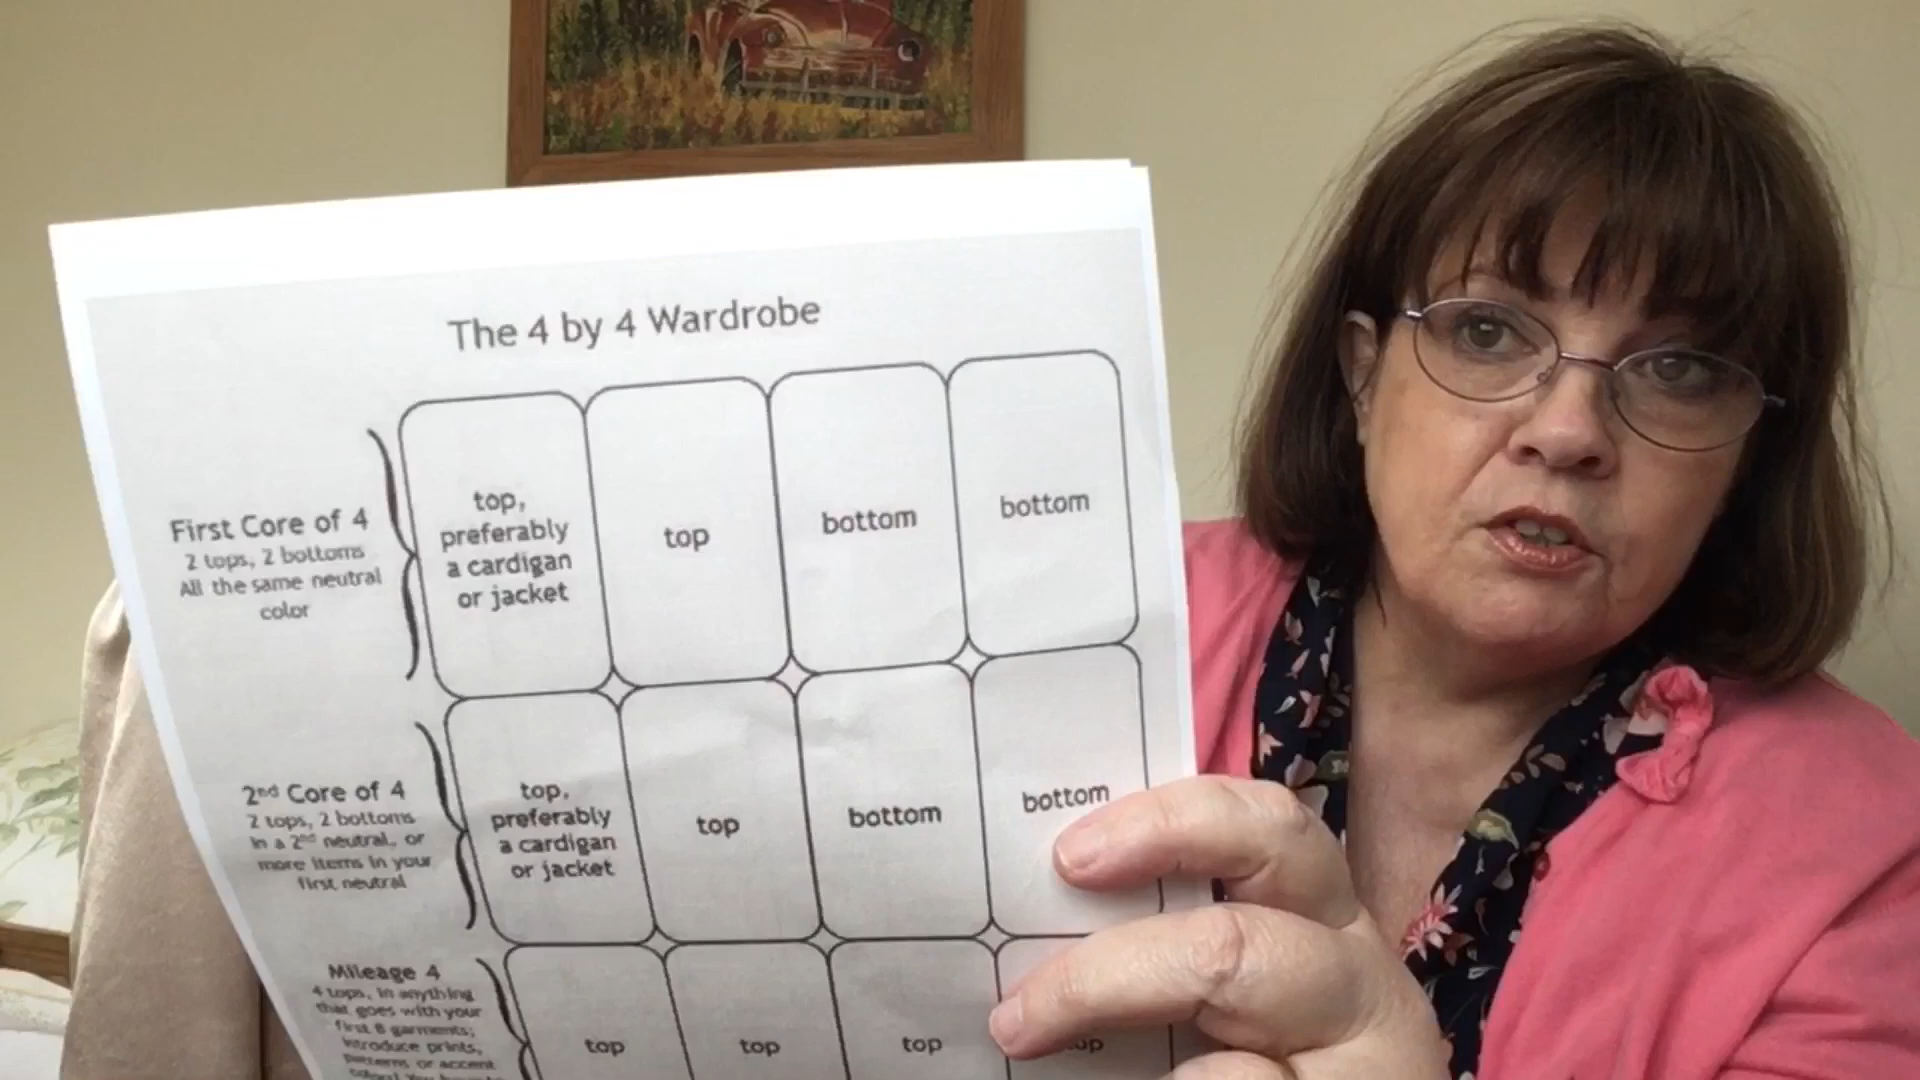 The 4 by 4 Wardrobe
First Core of 4
2 tops, 2 bottoms
All the same neutral
color
top,
preferably
a cardigan
or jacket
top
bottom
bottom
2nd Core of 4
2 tops, 2 bottoms
in a 2nd neutral, or
more items in your
first neutral
top,
preferably
a cardigan
or jacket
top
bottom
bottom
Mileage 4
4 tops, in anything
that goes with your
first 8 garments;
introduce prints,
patterns or accent
top
top
top